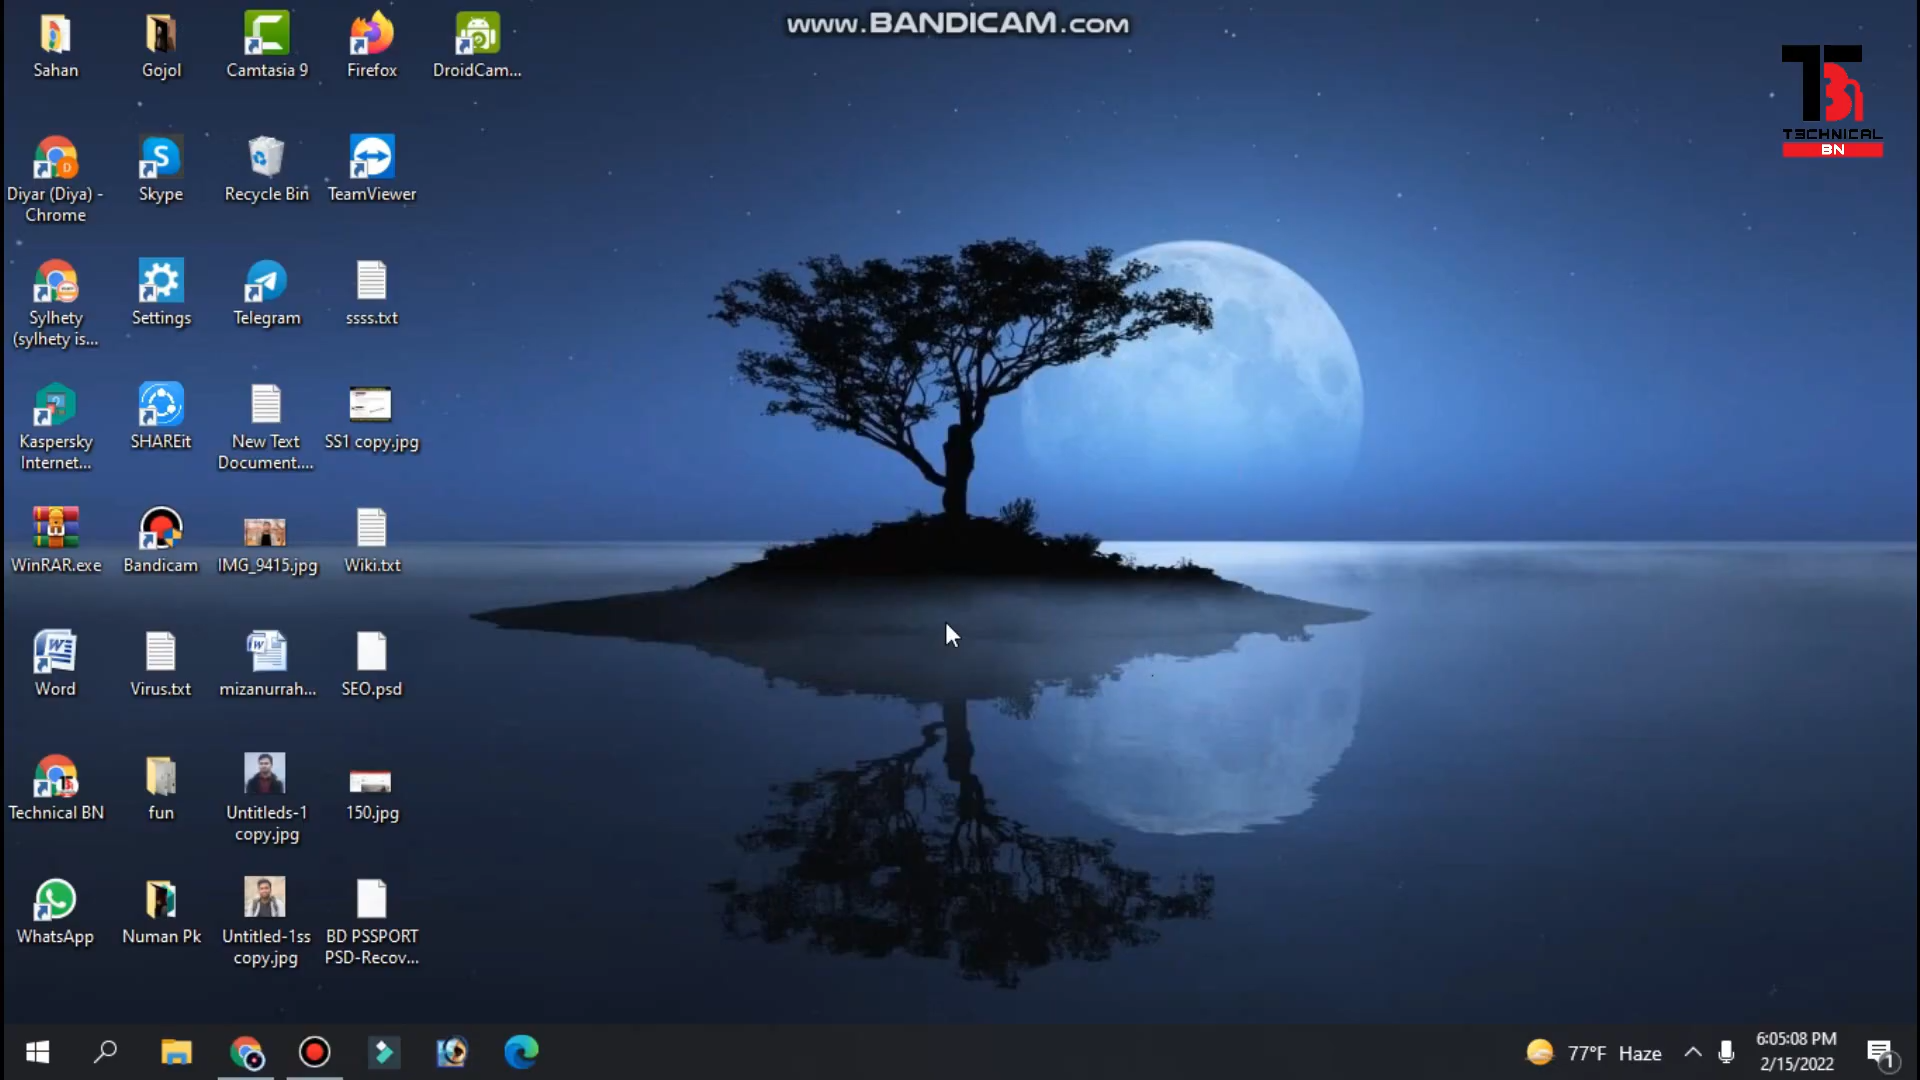 www.BANDICAM.com
T3CHNICAL
BN
Sahan
Gojol
Camtasia 9
Firefox
DroidCam...
Diyar (Diya) -
Chrome
Skype
Recycle Bin
TeamViewer
Sylhety
(sylhety is...
Settings
Telegram
ssss.txt
Kaspersky
Internet...
SHAREit
New Text
Document....
SS1 copy.jpg
WinRAR.exe
Bandicam
IMG_9415.jpg
Wiki.txt
Word
Virus.txt
mizanurrah...
SEO.psd
Technical BN
fun
Untitleds-1
copy.jpg
150.jpg
WhatsApp
Numan Pk
Untitled-1ss
copy.jpg
BD PSSPORT
PSD-Recov...
77°F Haze
6:05:08 PM
2/15/2022
1